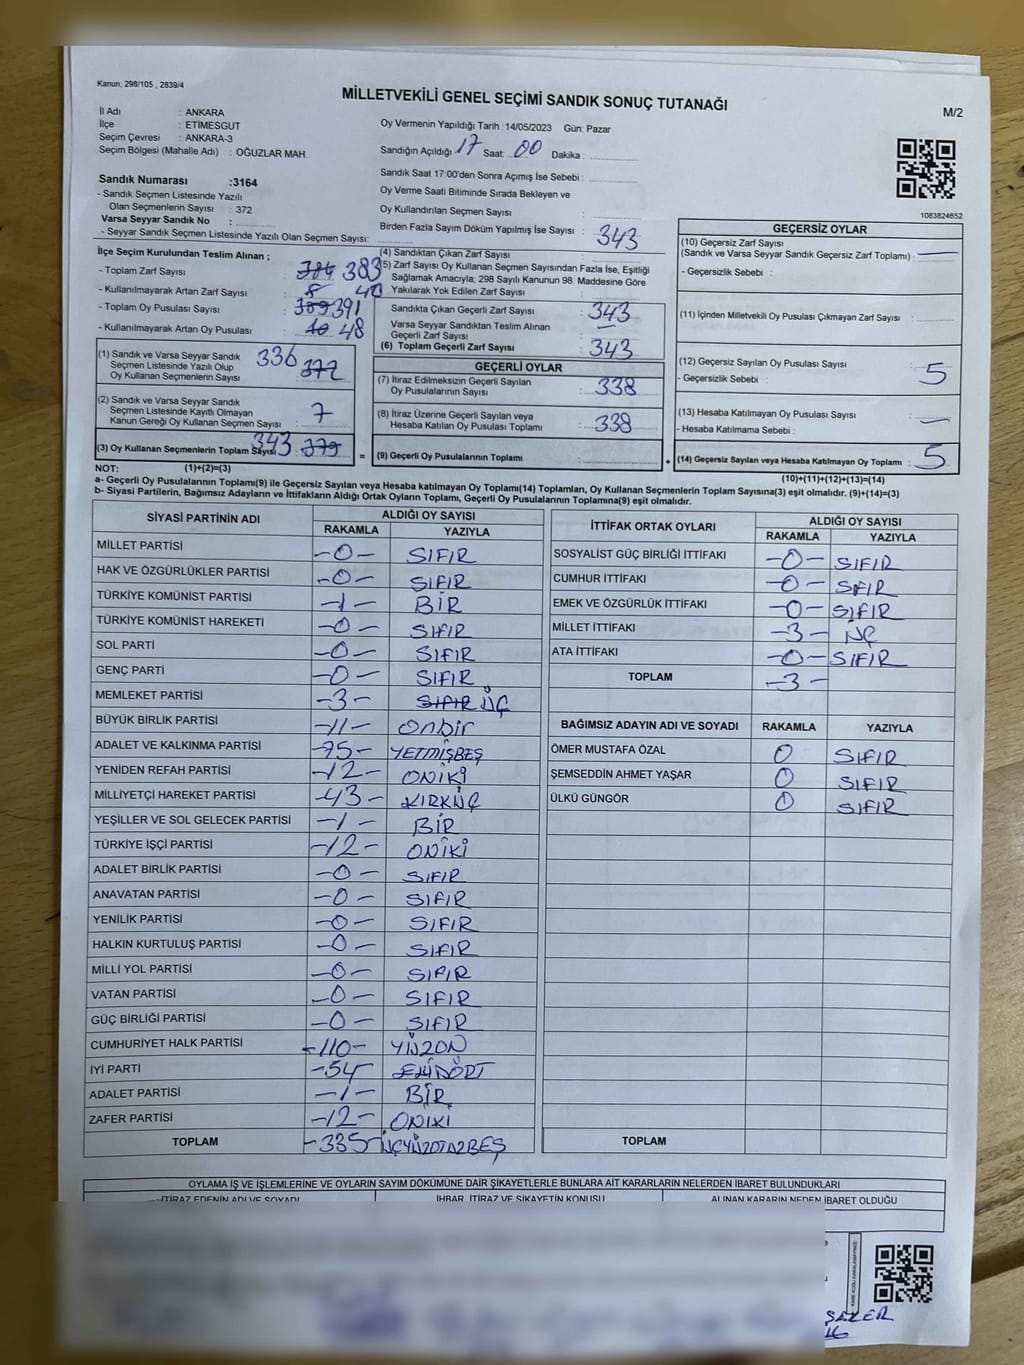 Kanun, 298/105 , 2839/4
MİLLETVEKİLİ GENEL SEÇİMİ SANDIK SONUÇ TUTANAĞI
M/2
İl Adı : ANKARA
İlçe : ETİMESGUT
Seçim Çevresi : ANKARA-3
Seçim Bölgesi (Mahalle Adı) : OĞUZLAR MAH.
Sandık Numarası :3164
- Sandık Seçmen Listesinde Yazılı
Olan Seçmenlerin Sayısı : 372
Varsa Seyyar Sandık No :
- Seyyar Sandık Seçmen Listesinde Yazılı Olan Seçmen Sayısı:
Oy Vermenin Yapıldığı Tarih :14/05/2023 Gün: Pazar
Sandığın Açıldığı 17 Saat: 00 Dakika :
Sandık Saat 17:00'den Sonra Açımış İse Sebebi :
Oy Verme Saati Bitiminde Sırada Bekleyen ve
Oy Kullandırılan Seçmen Sayısı :
Birden Fazla Sayım Döküm Yapılmış İse Sayısı : 343
1083824652
İlçe Seçim Kurulundan Teslim Alınan ;
- Toplam Zarf Sayısı : 384 383
- Kullanılmayarak Artan Zarf Sayısı : 8 40
- Toplam Oy Pusulası Sayısı : 389 391
- Kullanılmayarak Artan Oy Pusulası : 10 48
(1) Sandık ve Varsa Seyyar Sandık
Seçmen Listesinde Yazılı Olup
Oy Kullanan Seçmenlerin Sayısı : 336 372
(2) Sandık ve Varsa Seyyar Sandık
Seçmen Listesinde Kayıtlı Olmayan
Kanun Gereği Oy Kullanan Seçmen Sayısı : 7
(3) Oy Kullanan Seçmenlerin Toplam Sayısı : 343 379
(4) Sandıktan Çıkan Zarf Sayısı :
(5) Zarf Sayısı Oy Kullanan Seçmen Sayısından Fazla İse, Eşitliği
Sağlamak Amacıyla, 298 Sayılı Kanunun 98. Maddesine Göre
Yakılarak Yok Edilen Zarf Sayısı :
Sandıkta Çıkan Geçerli Zarf Sayısı : 343
Varsa Seyyar Sandıktan Teslim Alınan
Geçerli Zarf Sayısı : —
(6) Toplam Geçerli Zarf Sayısı : 343
GEÇERLİ OYLAR
(7) İtiraz Edilmeksizin Geçerli Sayılan
Oy Pusulalarının Sayısı : 338
(8) İtiraz Üzerine Geçerli Sayılan veya
Hesaba Katılan Oy Pusulası Toplamı : 338
= (9) Geçerli Oy Pusulalarının Toplamı : +
GEÇERSİZ OYLAR
(10) Geçersiz Zarf Sayısı
(Sandık ve Varsa Seyyar Sandık Geçersiz Zarf Toplamı) : —
- Geçersizlik Sebebi :
(11) İçinden Milletvekili Oy Pusulası Çıkmayan Zarf Sayısı :
(12) Geçersiz Sayılan Oy Pusulası Sayısı : 5
- Geçersizlik Sebebi :
(13) Hesaba Katılmayan Oy Pusulası Sayısı : —
- Hesaba Katılmama Sebebi :
(14) Geçersiz Sayılan veya Hesaba Katılmayan Oy Pusulası Toplamı : 5
NOT: (1)+(2)=(3) (10)+(11)+(12)+(13)=(14)
a- Geçerli Oy Pusulalarının Toplamı(9) ile Geçersiz Sayılan veya Hesaba katılmayan Oy Pusulası Toplamı(14) Toplamları, Oy Kullanan Seçmenlerin Toplam Sayısına(3) eşit olmalıdır. (9)+(14)=(3)
b- Siyasi Partilerin, Bağımsız Adayların ve İttifakların Aldığı Ortak Oyların Toplamı, Geçerli Oy Pusulalarının Toplamına(9) eşit olmalıdır.
SİYASİ PARTİNİN ADI ALDIĞI OY SAYISI
RAKAMLA YAZIYLA
MİLLET PARTİSİ -0- SIFIR
HAK VE ÖZGÜRLÜKLER PARTİSİ -0- SIFIR
TÜRKİYE KOMÜNİST PARTİSİ -1- BİR
TÜRKİYE KOMÜNİST HAREKETİ -0- SIFIR
SOL PARTİ -0- SIFIR
GENÇ PARTİ -0- SIFIR
MEMLEKET PARTİSİ -3- SIFIR ÜÇ
BÜYÜK BİRLİK PARTİSİ -11- ONBİR
ADALET VE KALKINMA PARTİSİ -75- YETMİŞBEŞ
YENİDEN REFAH PARTİSİ -12- ONİKİ
MİLLİYETÇİ HAREKET PARTİSİ -43- KIRKÜÇ
YEŞİLLER VE SOL GELECEK PARTİSİ -1- BİR
TÜRKİYE İŞÇİ PARTİSİ -12- ONİKİ
ADALET BİRLİK PARTİSİ -0- SIFIR
ANAVATAN PARTİSİ -0- SIFIR
YENİLİK PARTİSİ -0- SIFIR
HALKIN KURTULUŞ PARTİSİ -0- SIFIR
MİLLİ YOL PARTİSİ -0- SIFIR
VATAN PARTİSİ -0- SIFIR
GÜÇ BİRLİĞİ PARTİSİ -0- SIFIR
CUMHURİYET HALK PARTİSİ -110- YÜZON
İYİ PARTİ -54- ELLİDÖRT
ADALET PARTİSİ -1- BİR
ZAFER PARTİSİ -12- ONİKİ
TOPLAM -335- ÜÇYÜZOTUZBEŞ
İTTİFAK ORTAK OYLARI ALDIĞI OY SAYISI
RAKAMLA YAZIYLA
SOSYALİST GÜÇ BİRLİĞİ İTTİFAKI -0- SIFIR
CUMHUR İTTİFAKI -0- SIFIR
EMEK VE ÖZGÜRLÜK İTTİFAKI -0- SIFIR
MİLLET İTTİFAKI -3- ÜÇ
ATA İTTİFAKI -0- SIFIR
TOPLAM -3-
BAĞIMSIZ ADAYIN ADI VE SOYADI RAKAMLA YAZIYLA
ÖMER MUSTAFA ÖZAL 0 SIFIR
ŞEMSEDDİN AHMET YAŞAR 0 SIFIR
ÜLKÜ GÜNGÖR 0 SIFIR
TOPLAM
OYLAMA İŞ VE İŞLEMLERİNE VE OYLARIN SAYIM DÖKÜMÜNE DAİR ŞİKAYETLERLE BUNLARA AİT KARARLARIN NELERDEN İBARET BULUNDUKLARI
İTİRAZ EDENİN ADI VE SOYADI İHBAR, İTİRAZ VE ŞİKAYETİN KONUSU ALINAN KARARIN NEDEN İBARET OLDUĞU